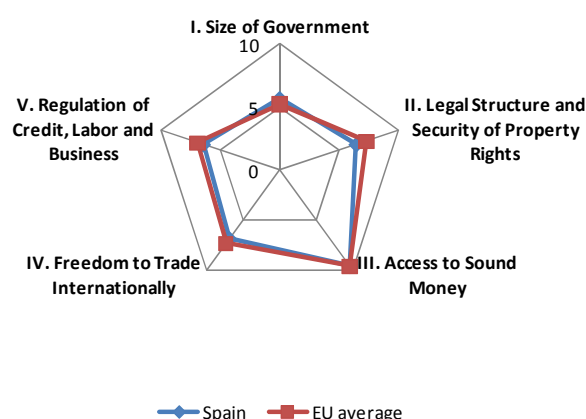 I. Size of Government
10
V. Regulation of
Credit, Labor and
Business
5
II. Legal Structure and
Security of Property
Rights
0
IV. Freedom to Trade
Internationally
III. Access to Sound
Money
Spain
EU average